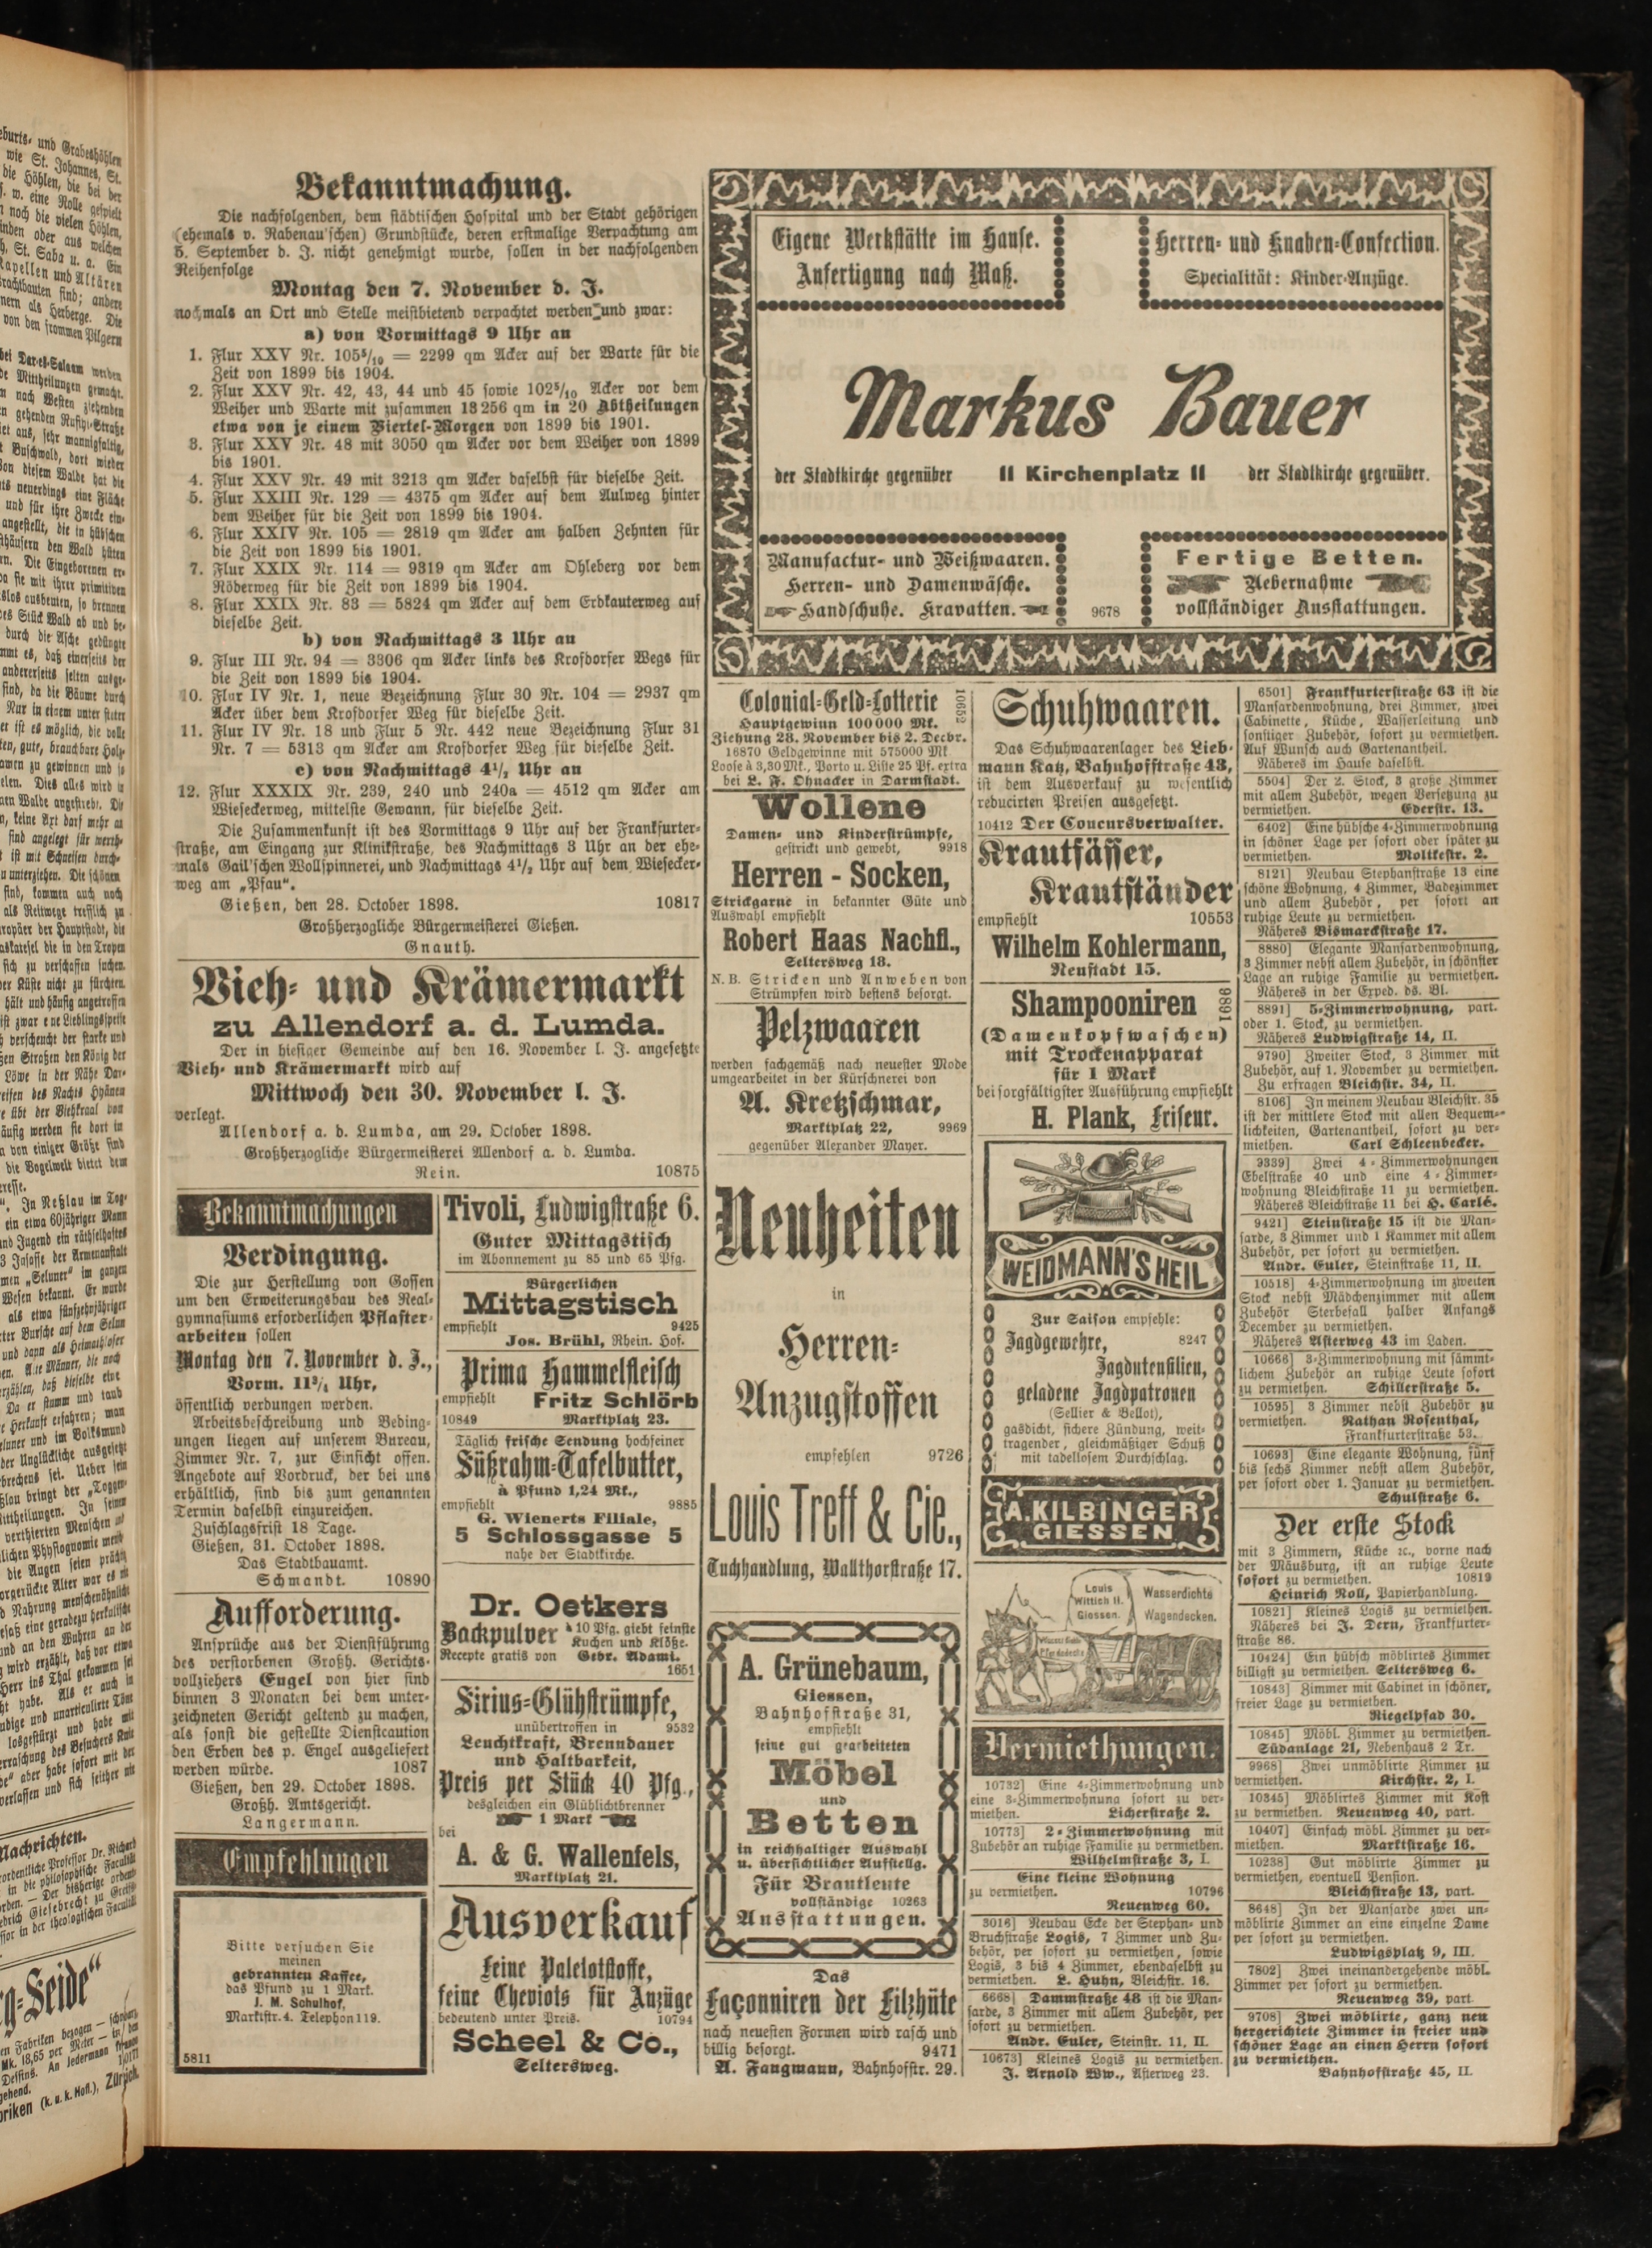 Bekanntmachung.
Die nachfolgenden, dem städtischen Hospital und der Stadt gehörigen
(ehemals v. Rabenau'schen) Grundstücke, deren erstmalige Verpachtung am
5. September d. J. nicht genehmigt wurde, sollen in der nachfolgenden
Reihenfolge
Montag den 7. November d. J.
nochmals an Ort und Stelle meistbietend verpachtet werden und zwar:
a) von Vormittags 9 Uhr an
1. Flur XXV Nr. 105⁵/₁₀ = 2299 qm Acker auf der Warte für die
Zeit von 1899 bis 1904.
2. Flur XXV Nr. 42, 43, 44 und 45 sowie 102⁵/₁₀ Acker vor dem
Weiher und Warte mit zusammen 18256 qm in 20 Abtheilungen
etwa von je einem Viertel-Morgen von 1899 bis 1901.
3. Flur XXV Nr. 48 mit 3050 qm Acker vor dem Weiher von 1899
bis 1901.
4. Flur XXV Nr. 49 mit 3213 qm Acker daselbst für dieselbe Zeit.
5. Flur XXIII Nr. 129 = 4375 qm Acker auf dem Aulweg hinter
dem Weiher für die Zeit von 1899 bis 1904.
6. Flur XXIV Nr. 105 = 2819 qm Acker am halben Zehnten für
die Zeit von 1899 bis 1901.
7. Flur XXIX Nr. 114 = 9819 qm Acker am Ohleberg vor dem
Röderweg für die Zeit von 1899 bis 1904.
8. Flur XXIX Nr. 83 = 5824 qm Acker auf dem Erdkauterweg auf
dieselbe Zeit.
b) von Nachmittags 3 Uhr an
9. Flur III Nr. 94 = 3306 qm Acker links des Krofdorfer Wegs für
die Zeit von 1899 bis 1904.
10. Flur IV Nr. 1, neue Bezeichnung Flur 30 Nr. 104 = 2937 qm
Acker über dem Krofdorfer Weg für dieselbe Zeit.
11. Flur IV Nr. 18 und Flur 5 Nr. 442 neue Bezeichnung Flur 31
Nr. 7 = 5313 qm Acker am Krofdorfer Weg für dieselbe Zeit.
c) von Nachmittags 4½ Uhr an
12. Flur XXXIX Nr. 239, 240 und 240a = 4512 qm Acker am
Wieseckerweg, mittelste Gewann, für dieselbe Zeit.
Die Zusammenkunft ist des Vormittags 9 Uhr auf der Frankfurter-
straße, am Eingang zur Klinikstraße, des Nachmittags 3 Uhr an der ehe-
mals Gail'schen Wollspinnerei, und Nachmittags 4½ Uhr auf dem Wiesecker-
weg am „Pfau“.
Gießen, den 28. October 1898. 10817
Großherzogliche Bürgermeisterei Gießen.
Gnauth.
Vieh- und Krämermarkt
zu Allendorf a. d. Lumda.
Der in hiesiger Gemeinde auf den 16. November l. J. angesetzte
Vieh- und Krämermarkt wird auf
Mittwoch den 30. November l. J.
verlegt.
Allendorf a. d. Lumda, am 29. October 1898.
Großherzogliche Bürgermeisterei Allendorf a. d. Lumda.
Rein. 10875
Bekanntmachungen
Verdingung.
Die zur Herstellung von Gossen
um den Erweiterungsbau des Real-
gymnasiums erforderlichen Pflaster-
arbeiten sollen
Montag den 7. November d. J.,
Vorm. 11¾ Uhr,
öffentlich verdungen werden.
Arbeitsbeschreibung und Beding-
ungen liegen auf unserem Bureau,
Zimmer Nr. 7, zur Einsicht offen.
Angebote auf Vordruck, der bei uns
erhältlich, sind bis zum genannten
Termin daselbst einzureichen.
Zuschlagsfrist 18 Tage.
Gießen, 31. October 1898.
Das Stadtbauamt.
Schmandt. 10890
Aufforderung.
Ansprüche aus der Dienstführung
des verstorbenen Großh. Gerichts-
vollziehers Engel von hier sind
binnen 3 Monaten bei dem unter-
zeichneten Gericht geltend zu machen,
als sonst die gestellte Dienstcaution
den Erben des p. Engel ausgeliefert
werden würde. 1087
Gießen, den 29. October 1898.
Großh. Amtsgericht.
Langermann.
Empfehlungen
Bitte versuchen Sie
meinen
gebrannten Kaffee,
das Pfund zu 1 Mark.
J. M. Schulhof,
Marktstr. 4. Telephon 119.
5811
Tivoli, Ludwigstraße 6.
Guter Mittagstisch
im Abonnement zu 85 und 65 Pfg.
Bürgerlichen
Mittagstisch
empfiehlt 9425
Jos. Brühl, Rhein. Hof.
Prima Hammelfleisch
empfiehlt Fritz Schlörb
10849 Marktplatz 23.
Täglich frische Sendung hochfeiner
Süßrahm-Tafelbutter,
à Pfund 1,24 Mk.,
empfiehlt 9885
G. Wienerts Filiale,
5 Schlossgasse 5
nahe der Stadtkirche.
Dr. Oetkers
Backpulver à 10 Pfg. giebt feinste
Kuchen und Klöße.
Recepte gratis von Gebr. Adami.
1651
Sirius-Glühstrümpfe,
unübertroffen in 9532
Leuchtkraft, Brenndauer
und Haltbarkeit,
Preis per Stück 40 Pfg.,
desgleichen ein Glühlichtbrenner
1 Mark
bei
A. & G. Wallenfels,
Marktplatz 21.
Ausverkauf
feine Paletotstoffe,
feine Cheviots für Anzüge
bedeutend unter Preis. 10794
Scheel & Co.,
Seltersweg.
Eigene Werkstätte im Hause.
Anfertigung nach Maß.
Herren- und Knaben-Confection.
Specialität: Kinder-Anzüge.
Markus Bauer
der Stadtkirche gegenüber 11 Kirchenplatz 11 der Stadtkirche gegenüber.
Manufactur- und Weißwaaren.
Herren- und Damenwäsche.
Handschuhe. Kravatten.
9678
Fertige Betten.
Uebernahme
vollständiger Ausstattungen.
Colonial-Geld-Lotterie 10652
Hauptgewinn 100000 Mk.
Ziehung 28. November bis 2. Decbr.
16870 Geldgewinne mit 575000 Mk
Loose à 3,30 Mk., Porto u. Liste 25 Pf. extra
bei L. F. Ohnacker in Darmstadt.
Wollene
Damen- und Kinderstrümpfe,
gestrickt und gewebt, 9918
Herren - Socken,
Strickgarne in bekannter Güte und
Auswahl empfiehlt
Robert Haas Nachfl.,
Seltersweg 18.
N.B. Stricken und Anweben von
Strümpfen wird bestens besorgt.
Pelzwaaren
werden fachgemäß nach neuester Mode
umgearbeitet in der Kürschnerei von
A. Kretzschmar,
Marktplatz 22, 9969
gegenüber Alexander Mayer.
Neuheiten
in
Herren-
Anzugstoffen
empfehlen 9726
Louis Treff & Cie.,
Tuchhandlung, Wallthorstraße 17.
A. Grünebaum,
Giessen,
Bahnhofstraße 31,
empfiehlt
seine gut gearbeiteten
Möbel
und
Betten
in reichhaltiger Auswahl
u. übersichtlicher Aufstellg.
Für Brautleute
vollständige 10263
Ausstattungen.
Das
Façonniren der Filzhüte
nach neuesten Formen wird rasch und
billig besorgt. 9471
A. Fangmann, Bahnhofstr. 29.
Schuhwaaren.
Das Schuhwaarenlager des Lieb-
mann Katz, Bahnhofstraße 43,
ist dem Ausverkauf zu wesentlich
reducirten Preisen ausgesetzt.
10412 Der Concursverwalter.
Krautfässer,
Krautständer
empfiehlt 10553
Wilhelm Kohlermann,
Neustadt 15.
Shampooniren 9891
(Damenkopfwaschen)
mit Trockenapparat
für 1 Mark
bei sorgfältigster Ausführung empfiehlt
H. Plank, Friseur.
WEIDMANN'S HEIL
Zur Saison empfehle:
Jagdgewehre, 8247
Jagdutensilien,
geladene Jagdpatronen
(Sellier & Bellot),
gasdicht, sichere Zündung, weit-
tragender, gleichmäßiger Schuß
mit tadellosem Durchschlag.
A. KILBINGER
GIESSEN
Louis
Wittich II.
Giessen.
Wasserdichte
Wagendecken.
Pferdedecke
Vermiethungen.
10732] Eine 4-Zimmerwohnung und
eine 3-Zimmerwohnung sofort zu ver-
miethen. Licherstraße 2.
10773] 2-Zimmerwohnung mit
Zubehör an ruhige Familie zu vermiethen.
Wilhelmstraße 3, I.
Eine kleine Wohnung
zu vermiethen. 10796
Neuenweg 60.
3016] Neubau Ecke der Stephan- und
Bruchstraße Logis, 7 Zimmer und Zu-
behör, per sofort zu vermiethen, sowie
Logis, 3 bis 4 Zimmer, ebendaselbst zu
vermiethen. L. Huhn, Bleichstr. 16.
6668] Dammstraße 48 ist die Man-
sarde, 3 Zimmer mit allem Zubehör, per
sofort zu vermiethen.
Andr. Euler, Steinstr. 11, II.
10673] Kleines Logis zu vermiethen.
J. Arnold Ww., Asterweg 23.
6501] Frankfurterstraße 63 ist die
Mansardenwohnung, drei Zimmer, zwei
Cabinette, Küche, Wasserleitung und
sonstiger Zubehör, sofort zu vermiethen.
Auf Wunsch auch Gartenantheil.
Näheres im Hause daselbst.
5504] Der 2. Stock, 3 große Zimmer
mit allem Zubehör, wegen Versetzung zu
vermiethen. Ederstr. 13.
6402] Eine hübsche 4-Zimmerwohnung
in schöner Lage per sofort oder später zu
vermiethen. Moltkestr. 2.
8121] Neubau Stephanstraße 13 eine
schöne Wohnung, 4 Zimmer, Badezimmer
und allem Zubehör, per sofort an
ruhige Leute zu vermiethen.
Näheres Bismarckstraße 17.
8880] Elegante Mansardenwohnung,
3 Zimmer nebst allem Zubehör, in schönster
Lage an ruhige Familie zu vermiethen.
Näheres in der Exped. ds. Bl.
8891] 5-Zimmerwohnung, part.
oder 1. Stock, zu vermiethen.
Näheres Ludwigstraße 14, II.
9790] Zweiter Stock, 3 Zimmer mit
Zubehör, auf 1. November zu vermiethen.
Zu erfragen Bleichstr. 34, II.
8106] In meinem Neubau Bleichstr. 35
ist der mittlere Stock mit allen Bequem-
lichkeiten, Gartenantheil, sofort zu ver-
miethen. Carl Schleenbecker.
9339] Zwei 4-Zimmerwohnungen
Ebelstraße 40 und eine 4-Zimmer-
wohnung Bleichstraße 11 zu vermiethen.
Näheres Bleichstraße 11 bei H. Carlé.
9421] Steinstraße 15 ist die Man-
sarde, 3 Zimmer und 1 Kammer mit allem
Zubehör, per sofort zu vermiethen.
Andr. Euler, Steinstraße 11, II.
10518] 4-Zimmerwohnung im zweiten
Stock nebst Mädchenzimmer mit allem
Zubehör Sterbefall halber Anfangs
December zu vermiethen.
Näheres Asterweg 43 im Laden.
10666] 3-Zimmerwohnung mit sämmt-
lichem Zubehör an ruhige Leute sofort
zu vermiethen. Schillerstraße 5.
10595] 3 Zimmer nebst Zubehör zu
vermiethen. Nathan Rosenthal,
Frankfurterstraße 53.
10693] Eine elegante Wohnung, fünf
bis sechs Zimmer nebst allem Zubehör,
per sofort oder 1. Januar zu vermiethen.
Schulstraße 6.
Der erste Stock
mit 3 Zimmern, Küche ꝛc., vorne nach
der Mäusburg, ist an ruhige Leute
sofort zu vermiethen. 10819
Heinrich Noll, Papierhandlung.
10821] Kleines Logis zu vermiethen.
Näheres bei J. Dern, Frankfurter-
straße 86.
10424] Ein hübsch möblirtes Zimmer
billigst zu vermiethen. Seltersweg 6.
10843] Zimmer mit Cabinet in schöner,
freier Lage zu vermiethen.
Riegelpfad 30.
10845] Möbl. Zimmer zu vermiethen.
Südanlage 21, Nebenhaus 2 Tr.
9968] Zwei unmöblirte Zimmer zu
vermiethen. Kirchstr. 2, I.
10345] Möblirtes Zimmer mit Kost
zu vermiethen. Neuenweg 40, part.
10407] Einfach möbl. Zimmer zu ver-
miethen. Marktstraße 16.
10238] Gut möblirte Zimmer zu
vermiethen, eventuell Pension.
Bleichstraße 13, part.
8648] In der Mansarde zwei un-
möblirte Zimmer an eine einzelne Dame
per sofort zu vermiethen.
Ludwigsplatz 9, III.
7802] Zwei ineinandergehende möbl.
Zimmer per sofort zu vermiethen.
Neuenweg 39, part.
9708] Zwei möblirte, ganz neu
hergerichtete Zimmer in freier und
schöner Lage an einen Herrn sofort
zu vermiethen.
Bahnhofstraße 45, II.